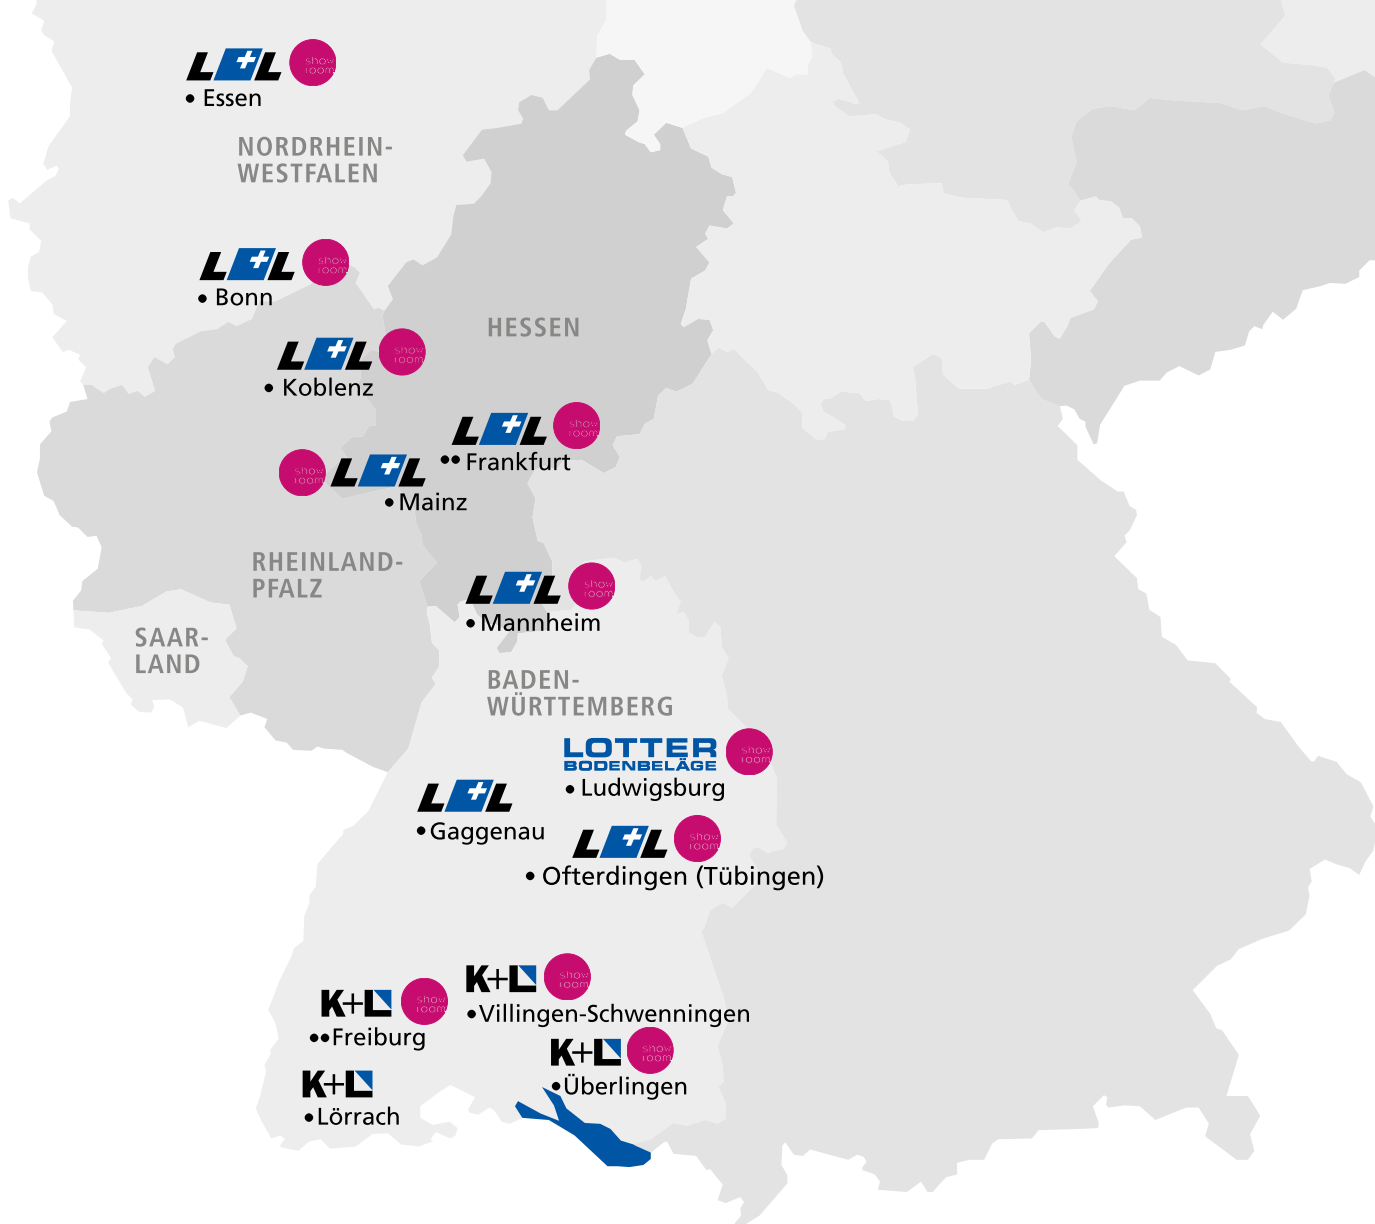 L+L show room
• Essen
NORDRHEIN-
WESTFALEN
L+L show room
• Bonn
HESSEN
L+L show room
• Koblenz
L+L show room
•• Frankfurt
show room L+L
• Mainz
RHEINLAND-
PFALZ
L+L show room
• Mannheim
SAAR-
LAND
BADEN-
WÜRTTEMBERG
LOTTER show room
BODENBELÄGE
• Ludwigsburg
L+L
• Gaggenau
L+L show room
• Ofterdingen (Tübingen)
K+L show room
• Villingen-Schwenningen
K+L show room
•• Freiburg
K+L show room
• Überlingen
K+L
• Lörrach